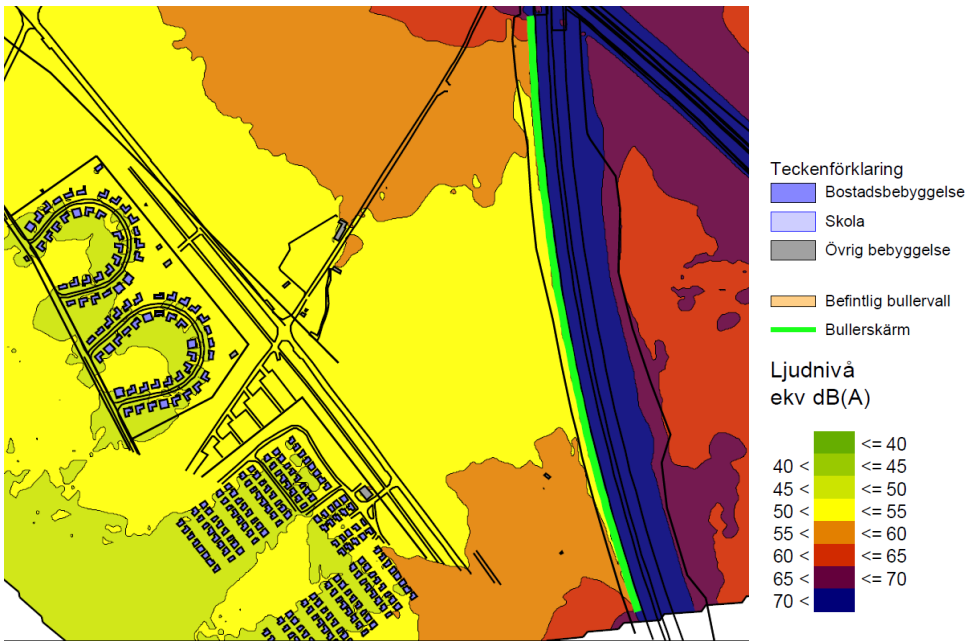 Teckenförklaring
Bostadsbebyggelse
Skola
Övrig bebyggelse
Befintlig bullervall
Bullerskärm
Ljudnivå
ekv dB(A)
<= 40
40 < <= 45
45 < <= 50
50 < <= 55
55 < <= 60
60 < <= 65
65 < <= 70
70 <